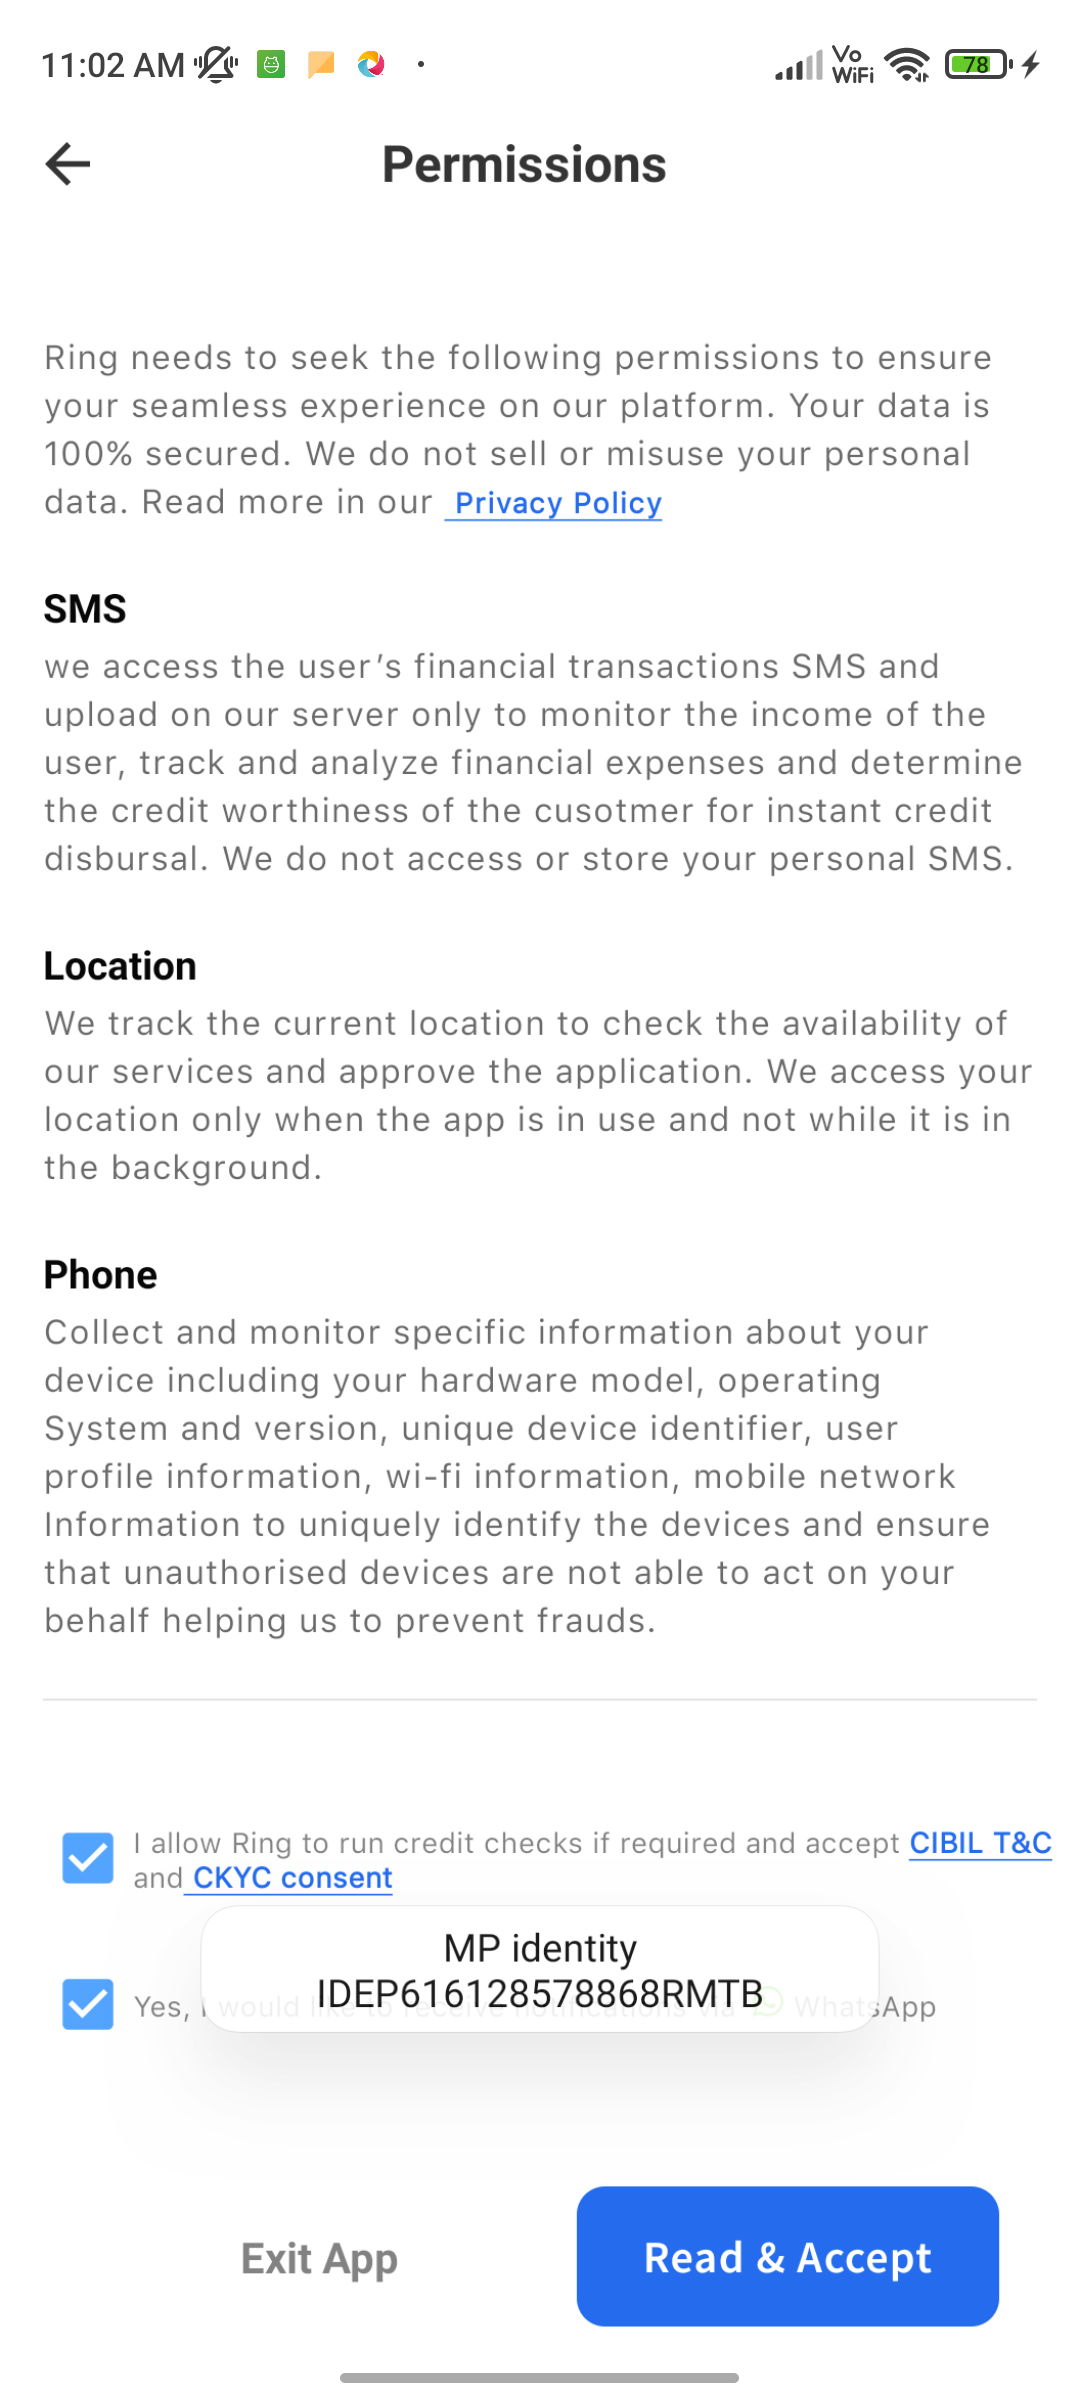 11:02 AM
Vo
WiFi
78
Permissions
Ring needs to seek the following permissions to ensure
your seamless experience on our platform. Your data is
100% secured. We do not sell or misuse your personal
data. Read more in our Privacy Policy
SMS
we access the user's financial transactions SMS and
upload on our server only to monitor the income of the
user, track and analyze financial expenses and determine
the credit worthiness of the cusotmer for instant credit
disbursal. We do not access or store your personal SMS.
Location
We track the current location to check the availability of
our services and approve the application. We access your
location only when the app is in use and not while it is in
the background.
Phone
Collect and monitor specific information about your
device including your hardware model, operating
System and version, unique device identifier, user
profile information, wi-fi information, mobile network
Information to uniquely identify the devices and ensure
that unauthorised devices are not able to act on your
behalf helping us to prevent frauds.
I allow Ring to run credit checks if required and accept CIBIL T&C
and CKYC consent
MP identity
IDEP616128578868RMTB
Yes, I would like to receive notifications via WhatsApp
Exit App
Read & Accept